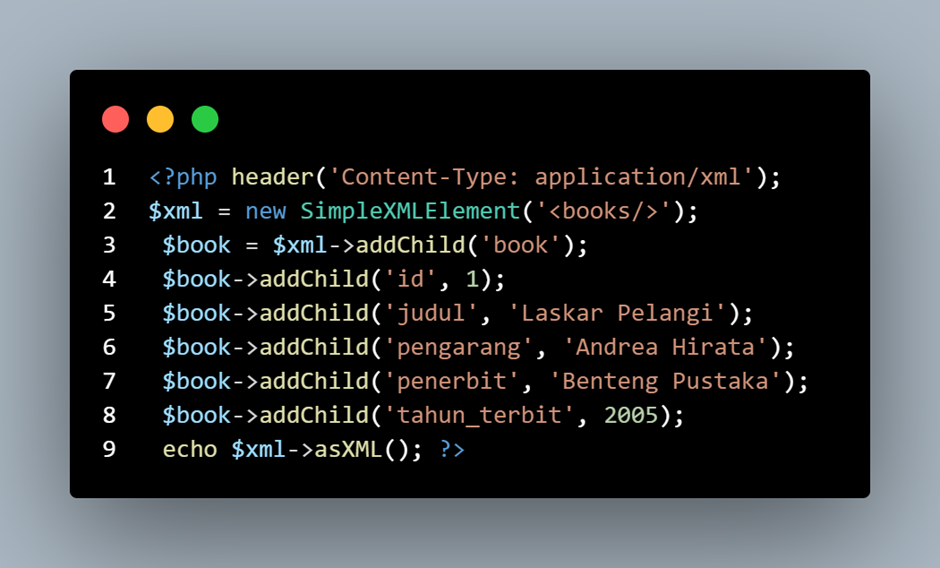 1 <?php header('Content-Type: application/xml');
2 $xml = new SimpleXMLElement('<books/>');
3 $book = $xml->addChild('book');
4 $book->addChild('id', 1);
5 $book->addChild('judul', 'Laskar Pelangi');
6 $book->addChild('pengarang', 'Andrea Hirata');
7 $book->addChild('penerbit', 'Benteng Pustaka');
8 $book->addChild('tahun_terbit', 2005);
9 echo $xml->asXML(); ?>